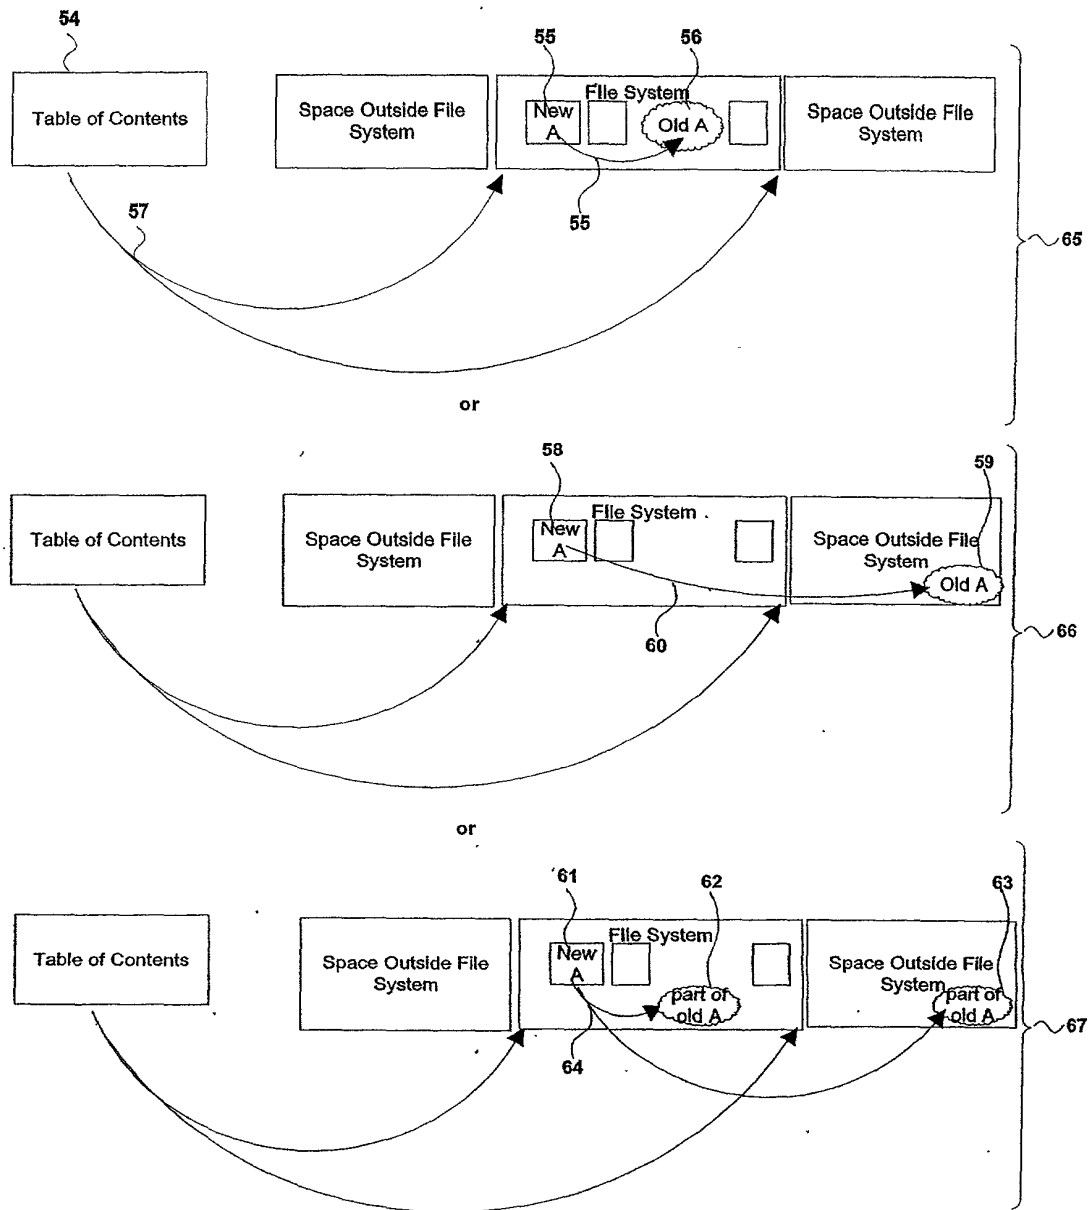 54
55
56
Table of Contents
Space Outside File
System
File System
New
A
Old A
Space Outside File
System
55
57
65
or
58
59
Table of Contents
Space Outside File
System
File System
New
A
Space Outside File
System
Old A
60
66
or
61
62
63
Table of Contents
Space Outside File
System
File System
New
A
part of
old A
Space Outside File
System
part of
old A
64
67